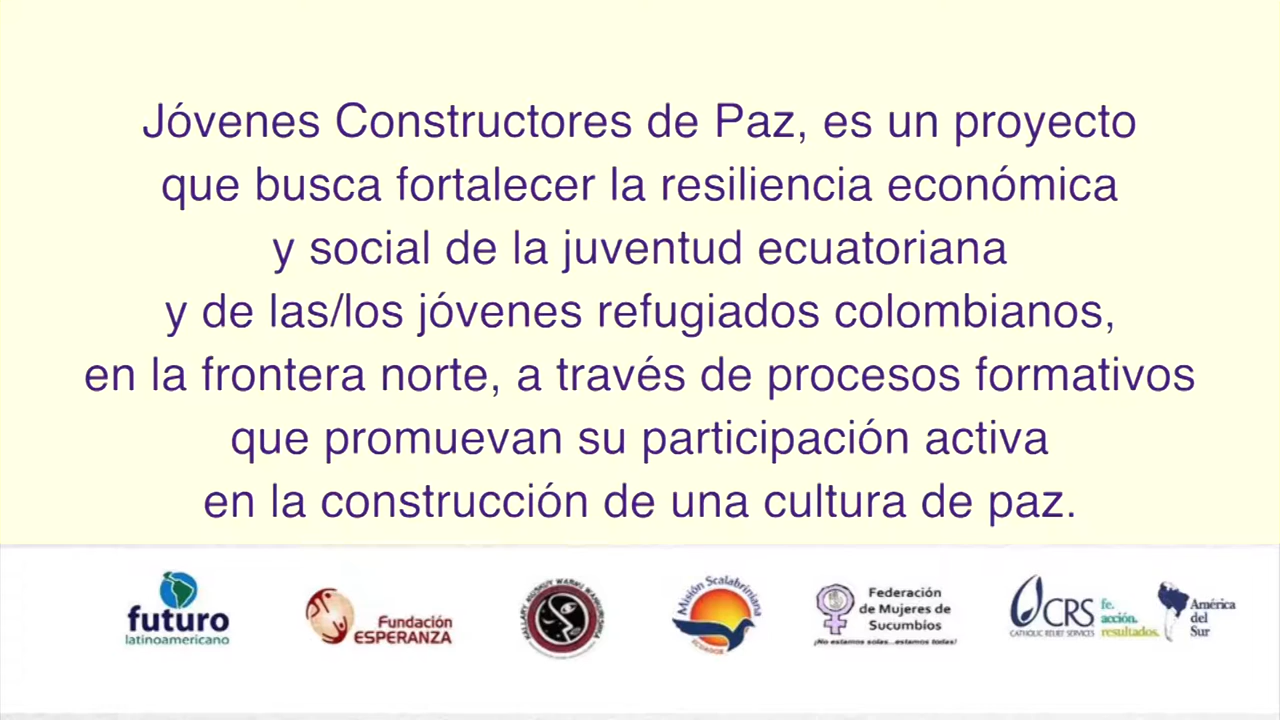 Jóvenes Constructores de Paz, es un proyecto
que busca fortalecer la resiliencia económica
y social de la juventud ecuatoriana
y de las/los jóvenes refugiados colombianos,
en la frontera norte, a través de procesos formativos
que promuevan su participación activa
en la construcción de una cultura de paz.
futuro
latinoamericano
Fundación
ESPERANZA
Misión Scalabriniana
ECUADOR
Federación
de Mujeres de
Sucumbíos
¡No estamos solas...estamos todas!
CRS
CATHOLIC RELIEF SERVICES
fe.
acción.
resultados.
América
del
Sur